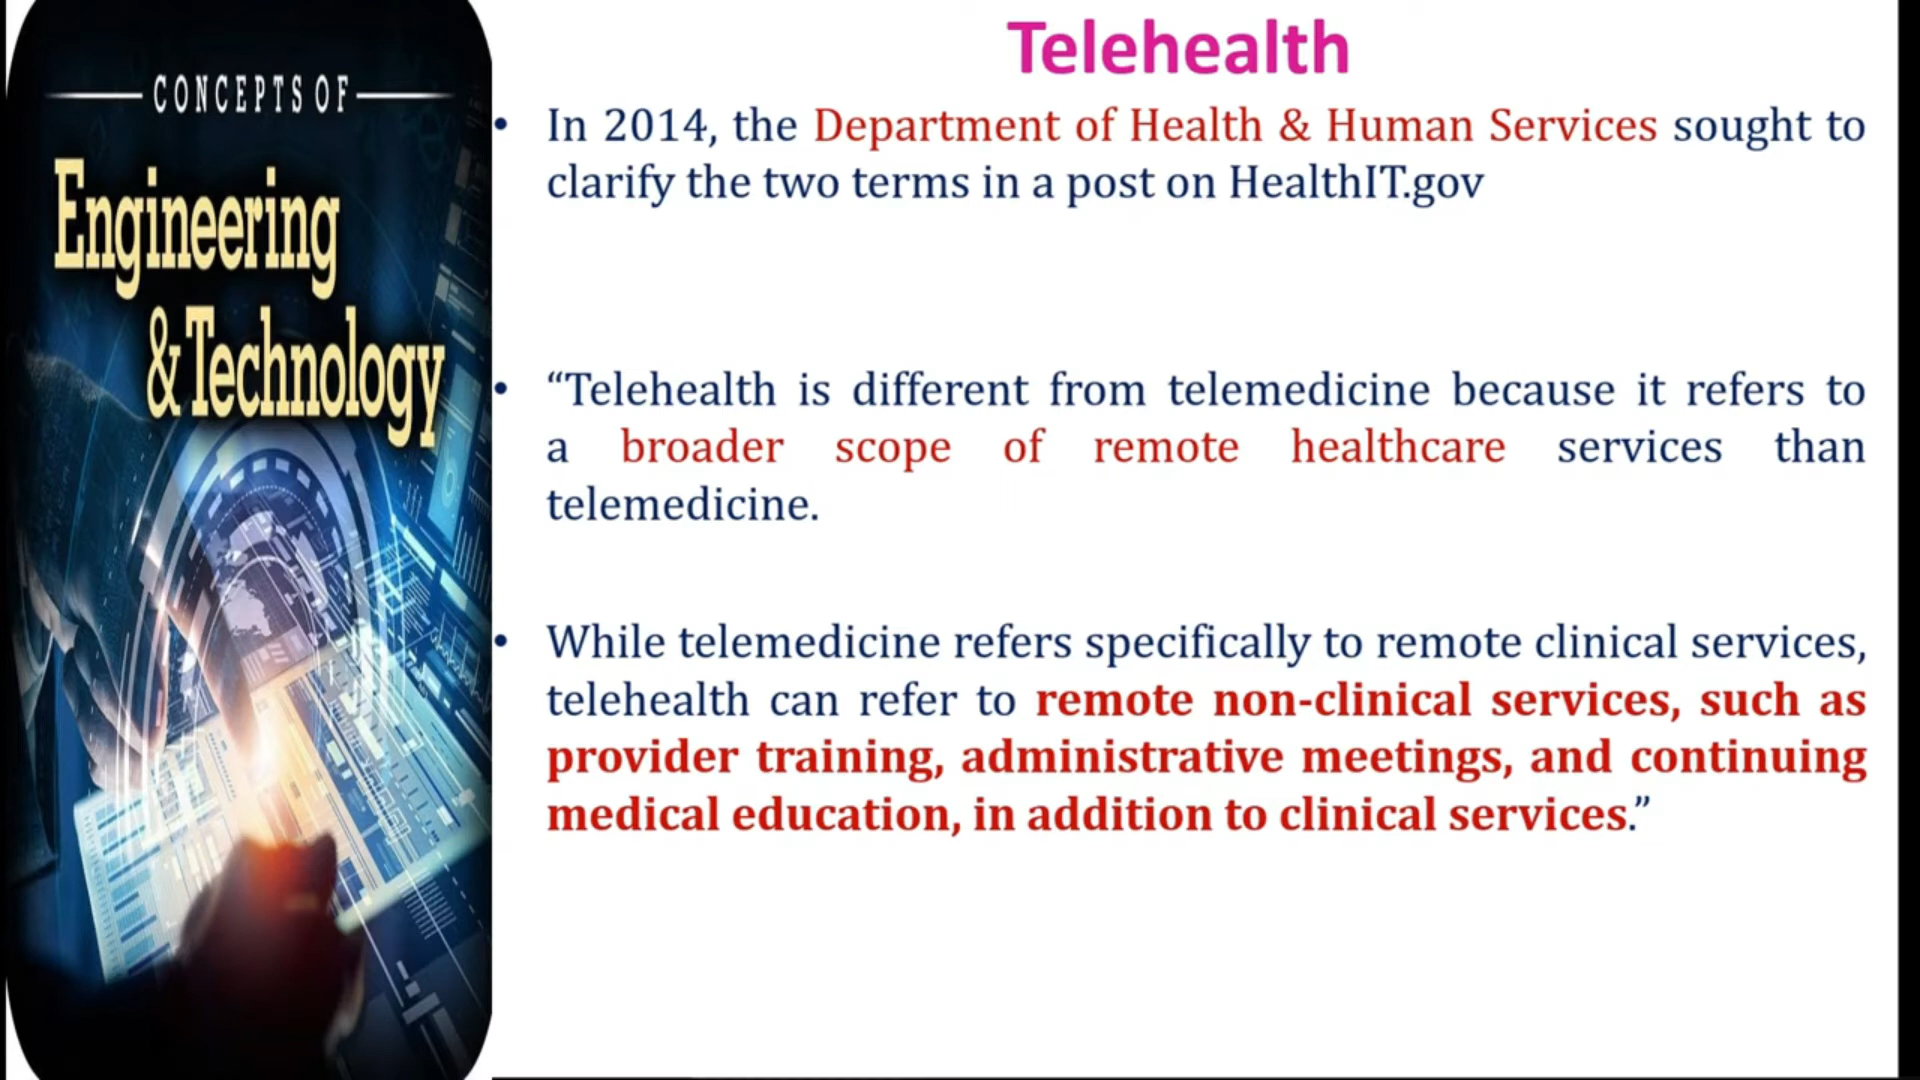 CONCEPTS OF
Engineering
& Technology
Telehealth
• In 2014, the Department of Health & Human Services sought to
clarify the two terms in a post on HealthIT.gov
• “Telehealth is different from telemedicine because it refers to
a broader scope of remote healthcare services than
telemedicine.
• While telemedicine refers specifically to remote clinical services,
telehealth can refer to remote non-clinical services, such as
provider training, administrative meetings, and continuing
medical education, in addition to clinical services.”